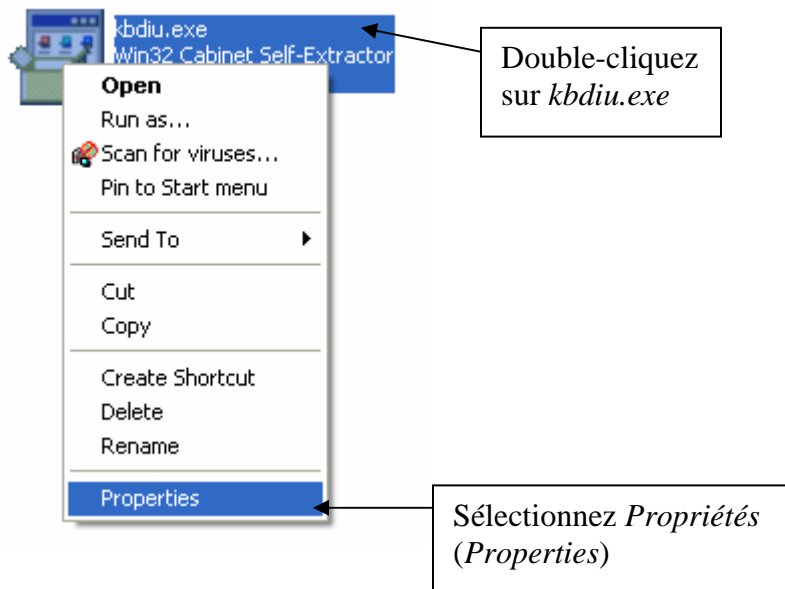 kbdiu.exe
Win32 Cabinet Self-Extractor
Double-cliquez
sur kbdiu.exe
Open
Run as...
Scan for viruses...
Pin to Start menu
Send To
Cut
Copy
Create Shortcut
Delete
Rename
Properties
Sélectionnez Propriétés
(Properties)